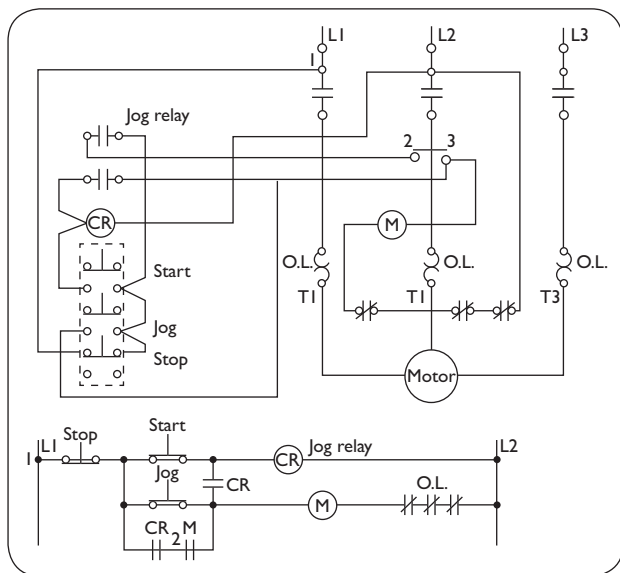 L1 L2 L3
1
Jog relay
2 3
CR
M
Start
O.L. O.L. O.L.
T1 T1 T3
Jog
Stop
Motor
Start
L1 Stop Jog relay L2
1 CR
Jog
CR O.L.
M
CR M
2